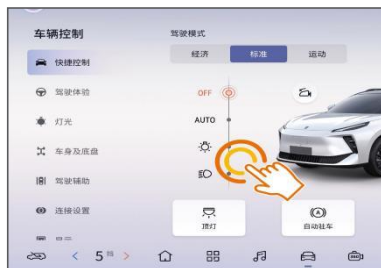 车辆控制
驾驶模式
快捷控制
经济
标准
运动
驾驶体验
OFF
灯光
AUTO
车身及底盘
驾驶辅助
连接设置
顶灯
自动驻车
< 5 >